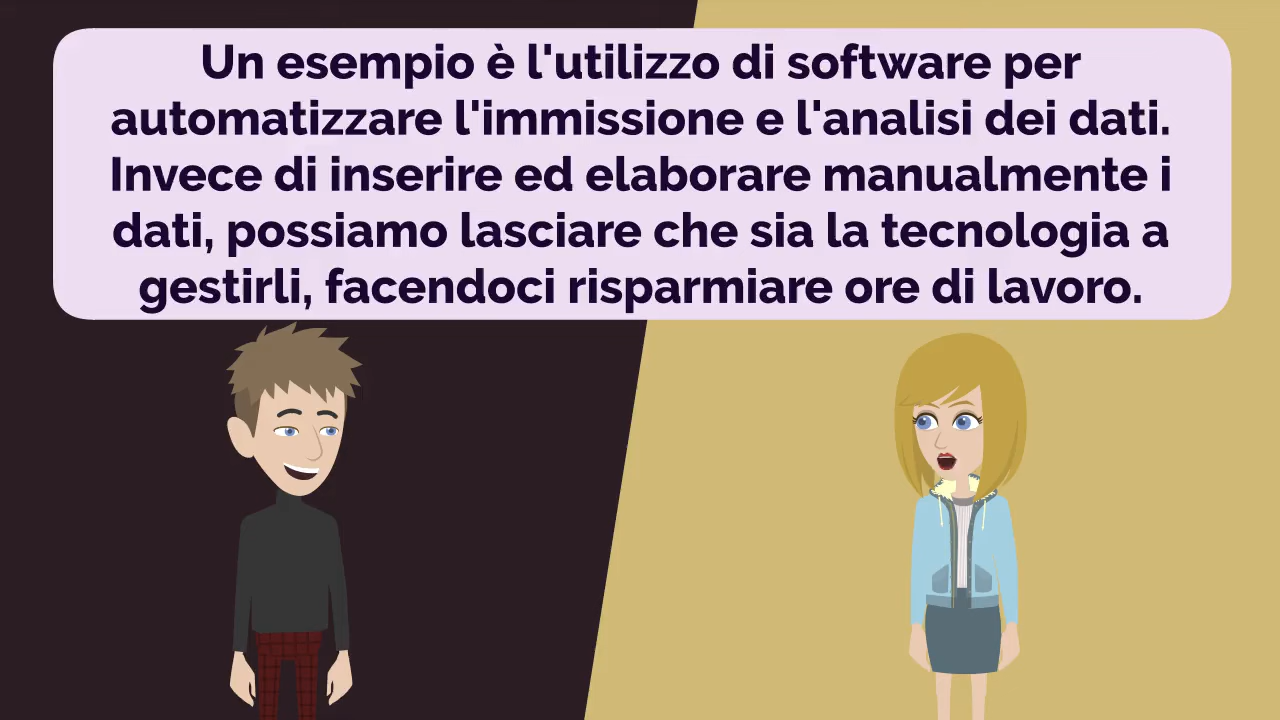 Un esempio è l'utilizzo di software per
automatizzare l'immissione e l'analisi dei dati.
Invece di inserire ed elaborare manualmente i
dati, possiamo lasciare che sia la tecnologia a
gestirli, facendoci risparmiare ore di lavoro.